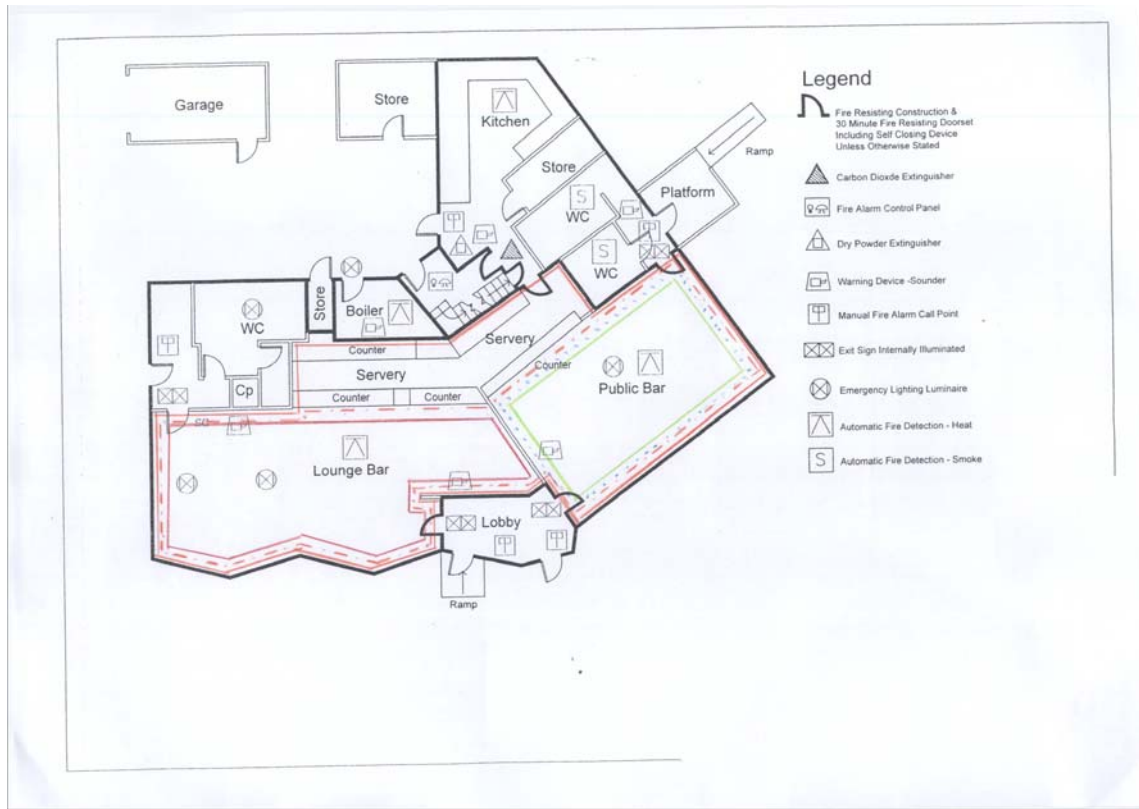 Garage
Store
Kitchen
Store
WC
WC
Platform
Ramp
Store
Boiler
WC
Cp
Counter
Servery
Servery
Counter
Counter
Counter
Public Bar
Lounge Bar
Lobby
Ramp
S
S
Legend
Fire Resisting Construction &
30 Minute Fire Resisting Doorset
Including Self Closing Device
Unless Otherwise Stated
Carbon Dioxde Extinguisher
Fire Alarm Control Panel
Dry Powder Extinguisher
Warning Device -Sounder
Manual Fire Alarm Call Point
Exit Sign Internally Illuminated
Emergency Lighting Luminaire
Automatic Fire Detection - Heat
S Automatic Fire Detection - Smoke